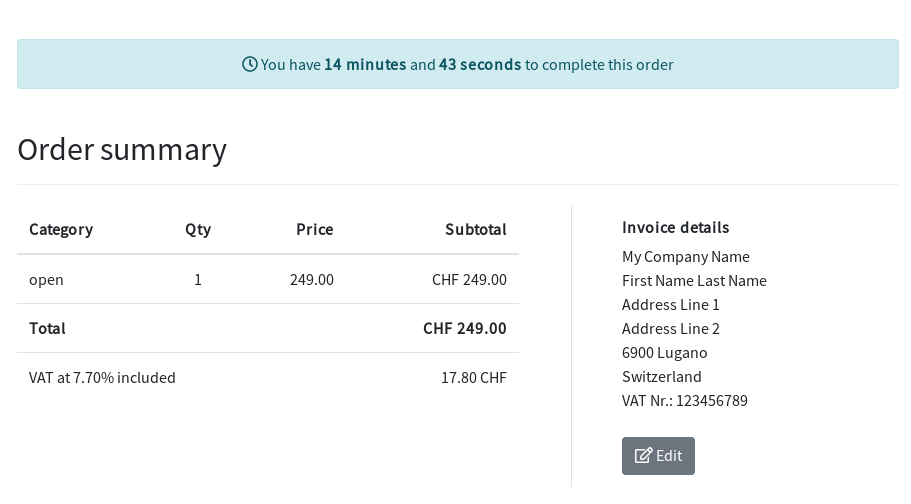 You have 14 minutes and 43 seconds to complete this order
Order summary
Category Qty Price Subtotal
open 1 249.00 CHF 249.00
Total CHF 249.00
VAT at 7.70% included 17.80 CHF
Invoice details
My Company Name
First Name Last Name
Address Line 1
Address Line 2
6900 Lugano
Switzerland
VAT Nr.: 123456789
Edit